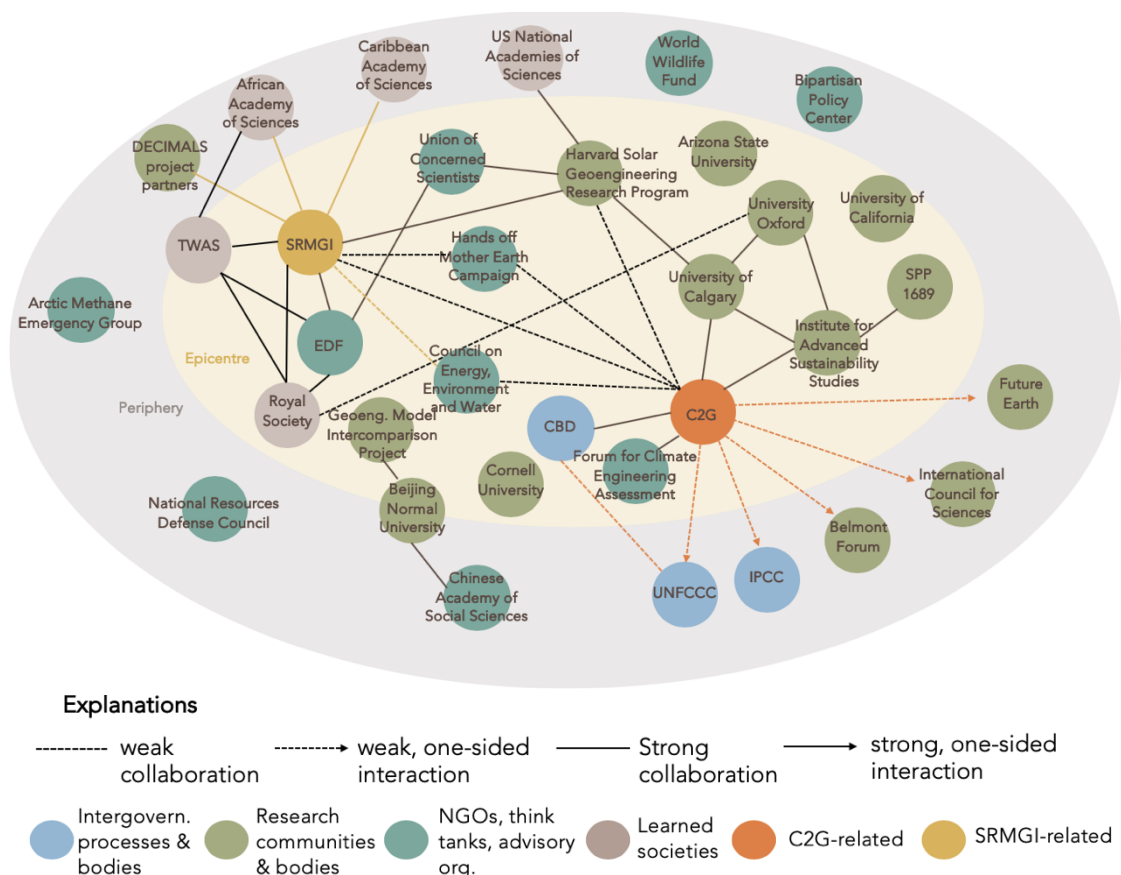 US National
Academies of
Sciences
Caribbean
Academy
of Sciences
World
Wildlife
Fund
African
Academy
of Sciences
Bipartisan
Policy
Center
Union of
Concerned
Scientists
DECIMALS
project
partners
Harvard Solar
Geoengineering
Research Program
Arizona State
University
University
Oxford
University of
California
TWAS
SRMGI
Hands off
Mother Earth
Campaign
University of
Calgary
SPP
1689
Arctic Methane
Emergency Group
EDF
Institute for
Advanced
Sustainability
Studies
Epicentre
Council on
Energy,
Environment
and Water
Periphery
Royal
Society
Geoeng. Model
Intercomparison
Project
CBD
C2G
Future
Earth
Forum for Climate
Engineering
Assessment
Cornell
University
International
Council for
Sciences
National Resources
Defense Council
Beijing
Normal
University
Belmont
Forum
Chinese
Academy of
Social Sciences
UNFCCC
IPCC
Explanations
weak
collaboration
weak, one-sided
interaction
Strong
collaboration
strong, one-sided
interaction
Intergovern.
processes &
bodies
Research
communities
& bodies
NGOs, think
tanks, advisory
org.
Learned
societies
C2G-related
SRMGI-related